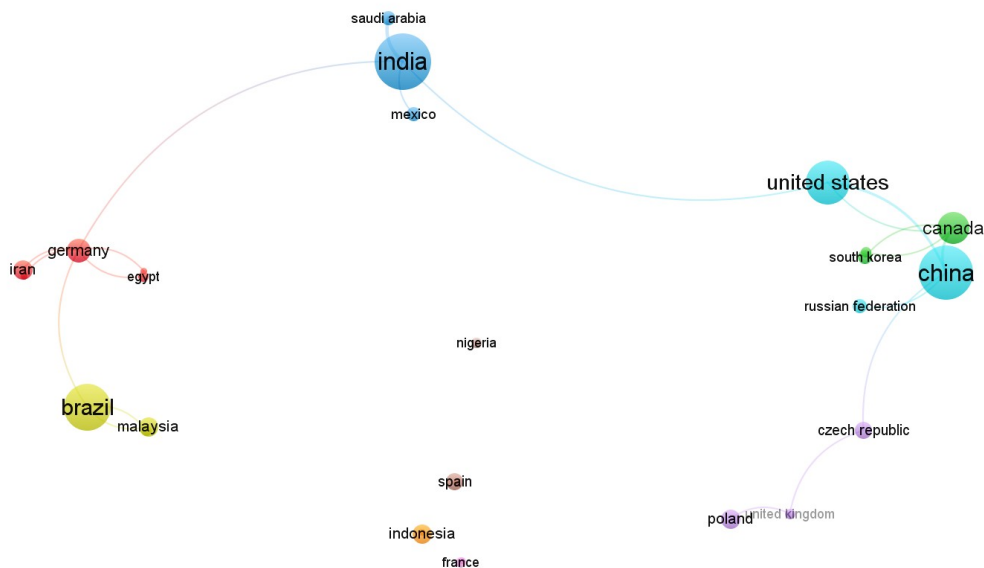 saudi arabia
india
mexico
united states
canada
germany
south korea
iran
egypt
china
russian federation
nigeria
brazil
malaysia
czech republic
spain
poland
united kingdom
indonesia
france